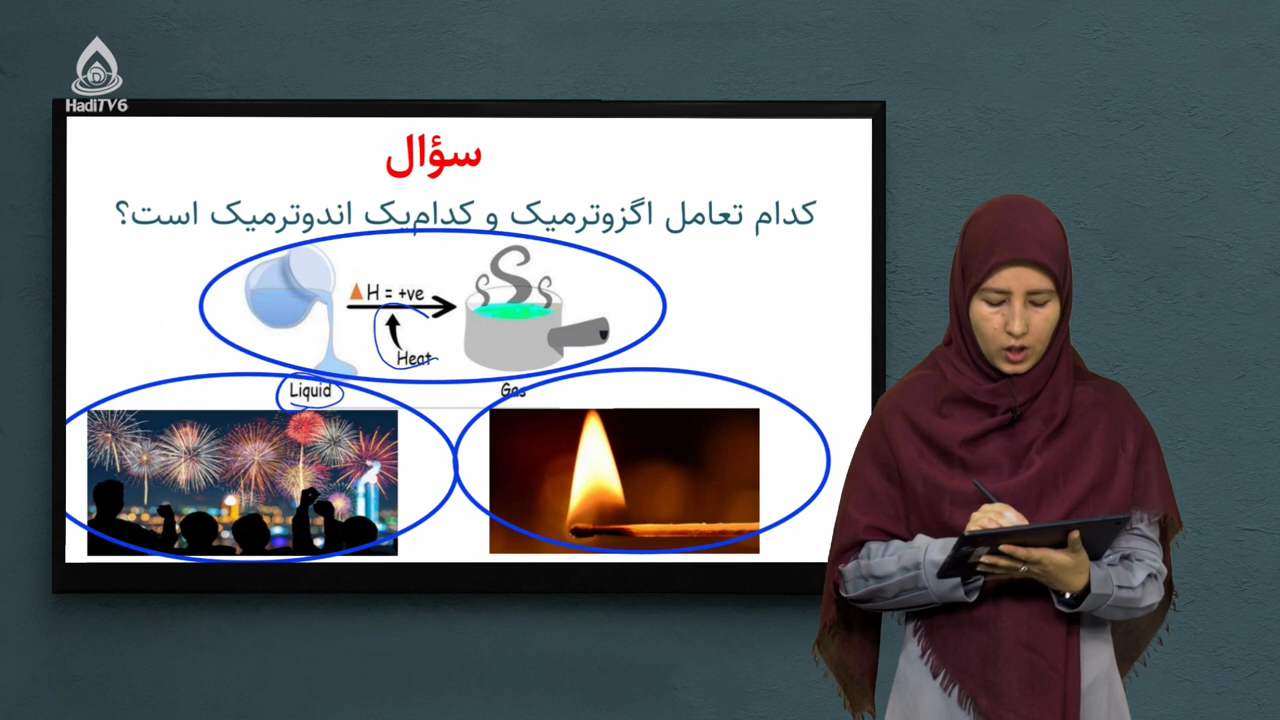 HadiTV6
سؤال
کدام تعامل اگزوترمیک و کدام‌یک اندوترمیک است؟
H = +ve
Heat
Liquid
Gas